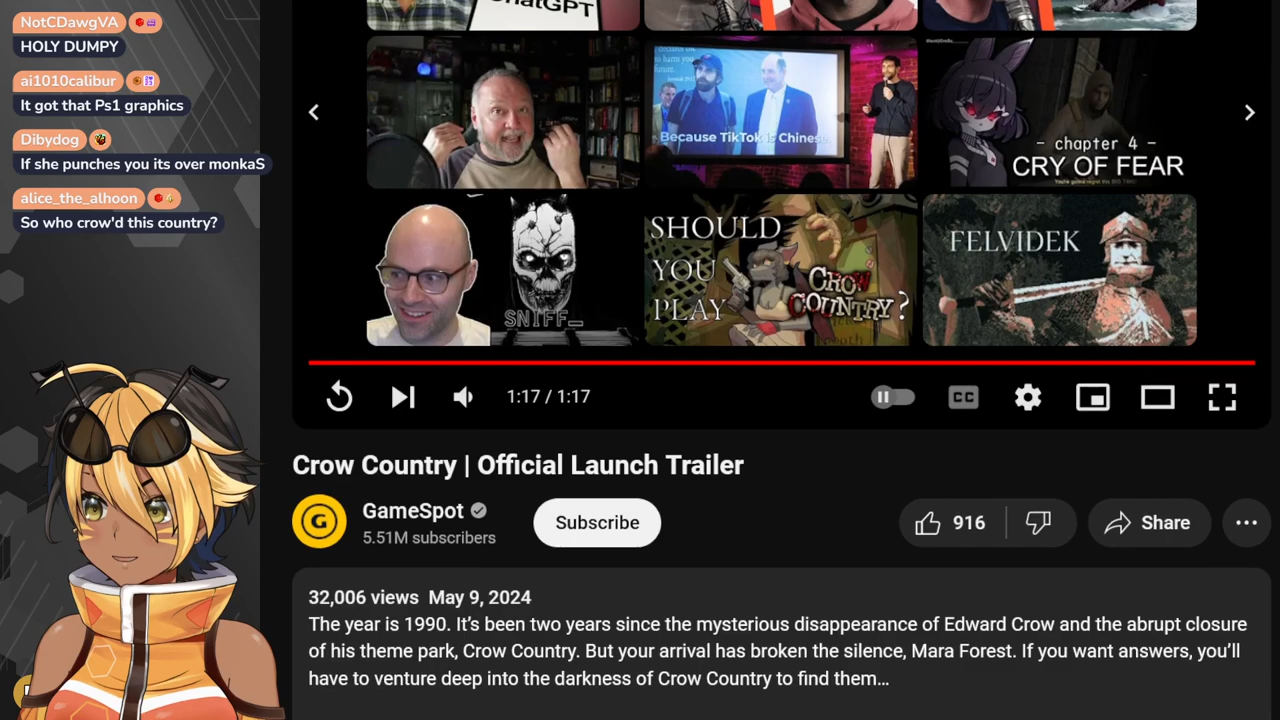 NotCDawgVA
HOLY DUMPY
ai1010calibur
It got that Ps1 graphics
Dibydog
If she punches you its over monkaS
alice_the_alhoon
So who crow'd this country?
ChatGPT
future.
Because TikTok is Chinese
- chapter 4 -
CRY OF FEAR
SNIFF_
SHOULD
YOU
PLAY
CROW
COUNTRY?
FELVIDEK
1:17 / 1:17
CC
Crow Country | Official Launch Trailer
G
GameSpot
5.51M subscribers
Subscribe
916
Share
32,006 views May 9, 2024
The year is 1990. It's been two years since the mysterious disappearance of Edward Crow and the abrupt closure
of his theme park, Crow Country. But your arrival has broken the silence, Mara Forest. If you want answers, you'll
have to venture deep into the darkness of Crow Country to find them...